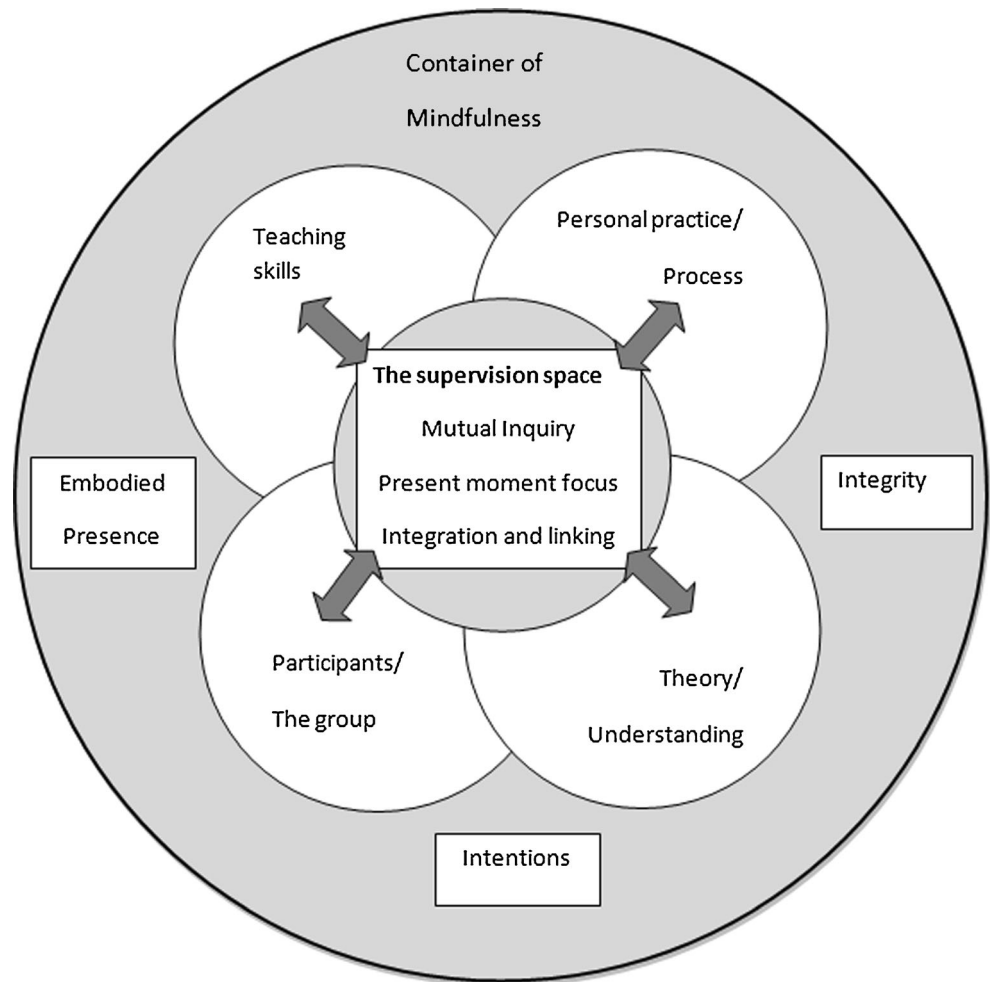 Container of
Mindfulness
Teaching
skills
Personal practice/
Process
The supervision space
Mutual Inquiry
Present moment focus
Integration and linking
Embodied
Presence
Integrity
Participants/
The group
Theory/
Understanding
Intentions